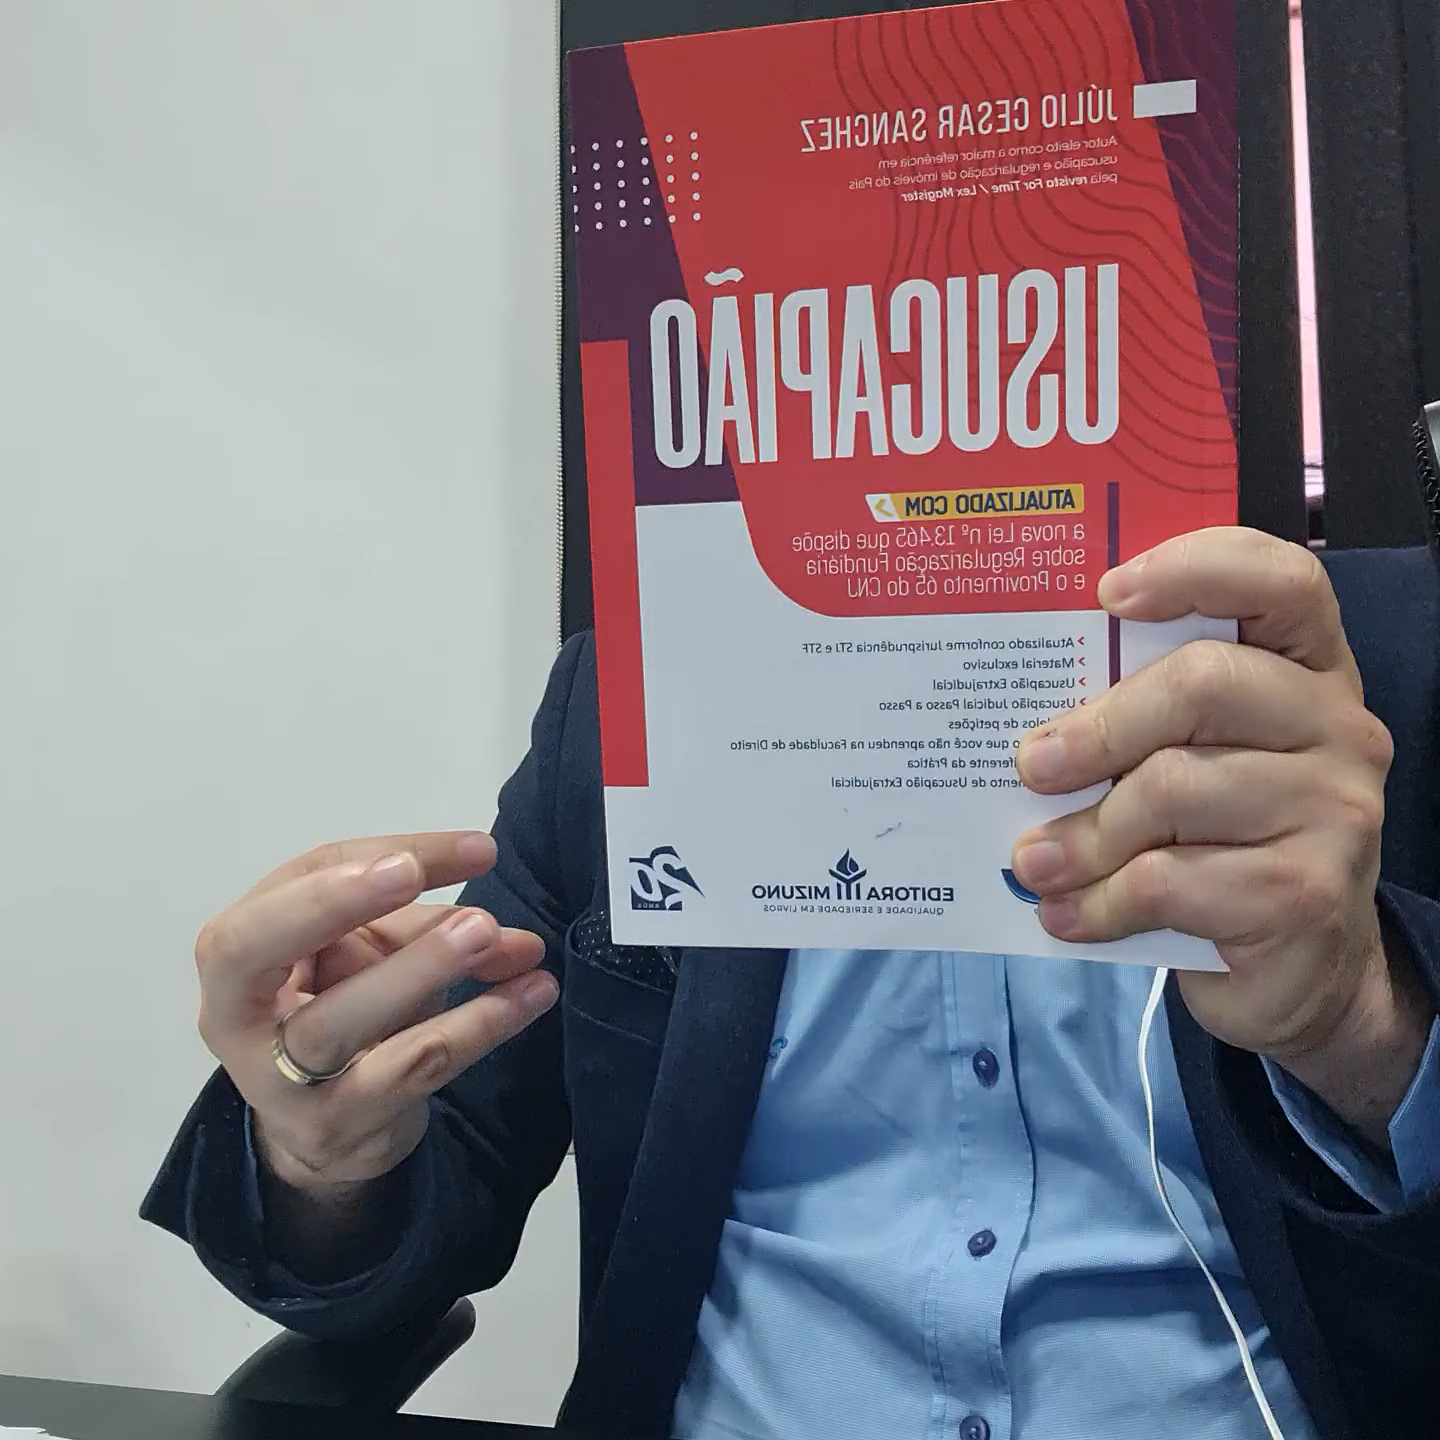 JÚLIO CESAR SANCHEZ
Autor eleito como a maior referência em
usucapião e regularização de imóveis do País
pela revista For Time / Lex Magister
USUCAPIÃO
ATUALIZADO COM
a nova Lei nº 13.465 que dispõe
sobre Regularização Fundiária
e o Provimento 65 do CNJ
Atualizado conforme Jurisprudência STJ e STF
Material exclusivo
Usucapião Extrajudicial
Usucapião Judicial Passo a Passo
de petições
que você não aprendeu na Faculdade de Direito
da Prática
de Usucapião Extrajudicial
EDITORA MIZUNO
QUALIDADE E SERIEDADE EM LIVROS
20
ANOS